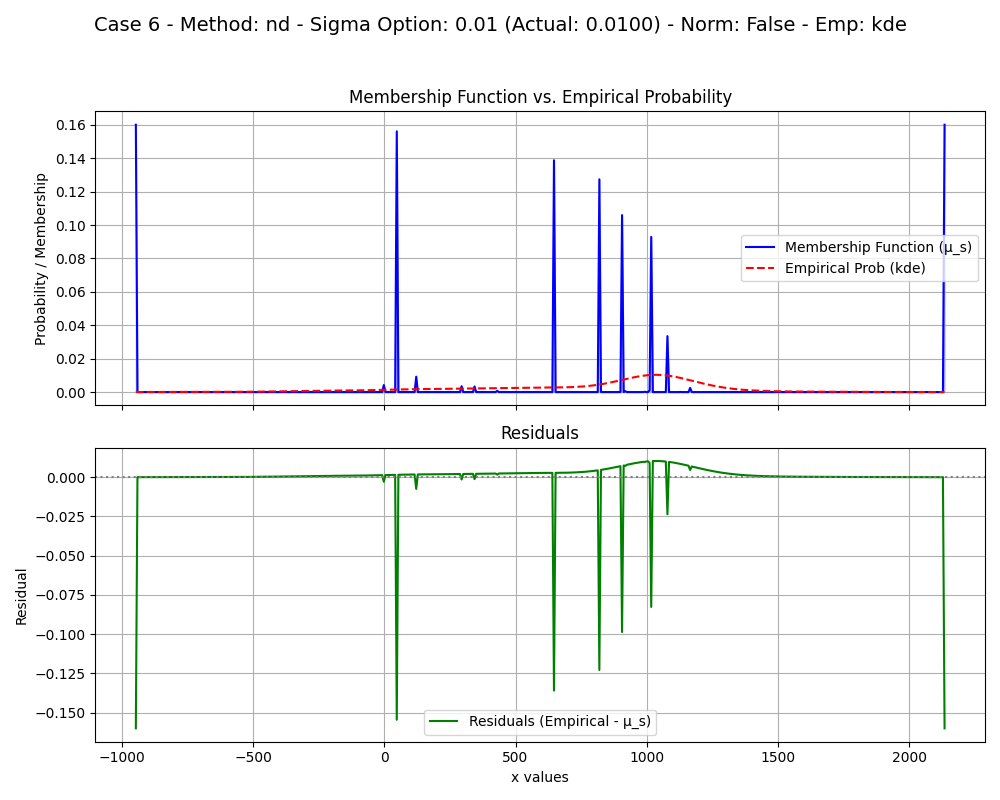 Case 6 - Method: nd - Sigma Option: 0.01 (Actual: 0.0100) - Norm: False - Emp: kde
Membership Function vs. Empirical Probability
Probability / Membership
0.16
0.14
0.12
0.10
0.08
0.06
0.04
0.02
0.00
Membership Function (μ_s)
Empirical Prob (kde)
Residuals
Residual
0.000
−0.025
−0.050
−0.075
−0.100
−0.125
−0.150
Residuals (Empirical - μ_s)
−1000
−500
0
500
1000
1500
2000
x values